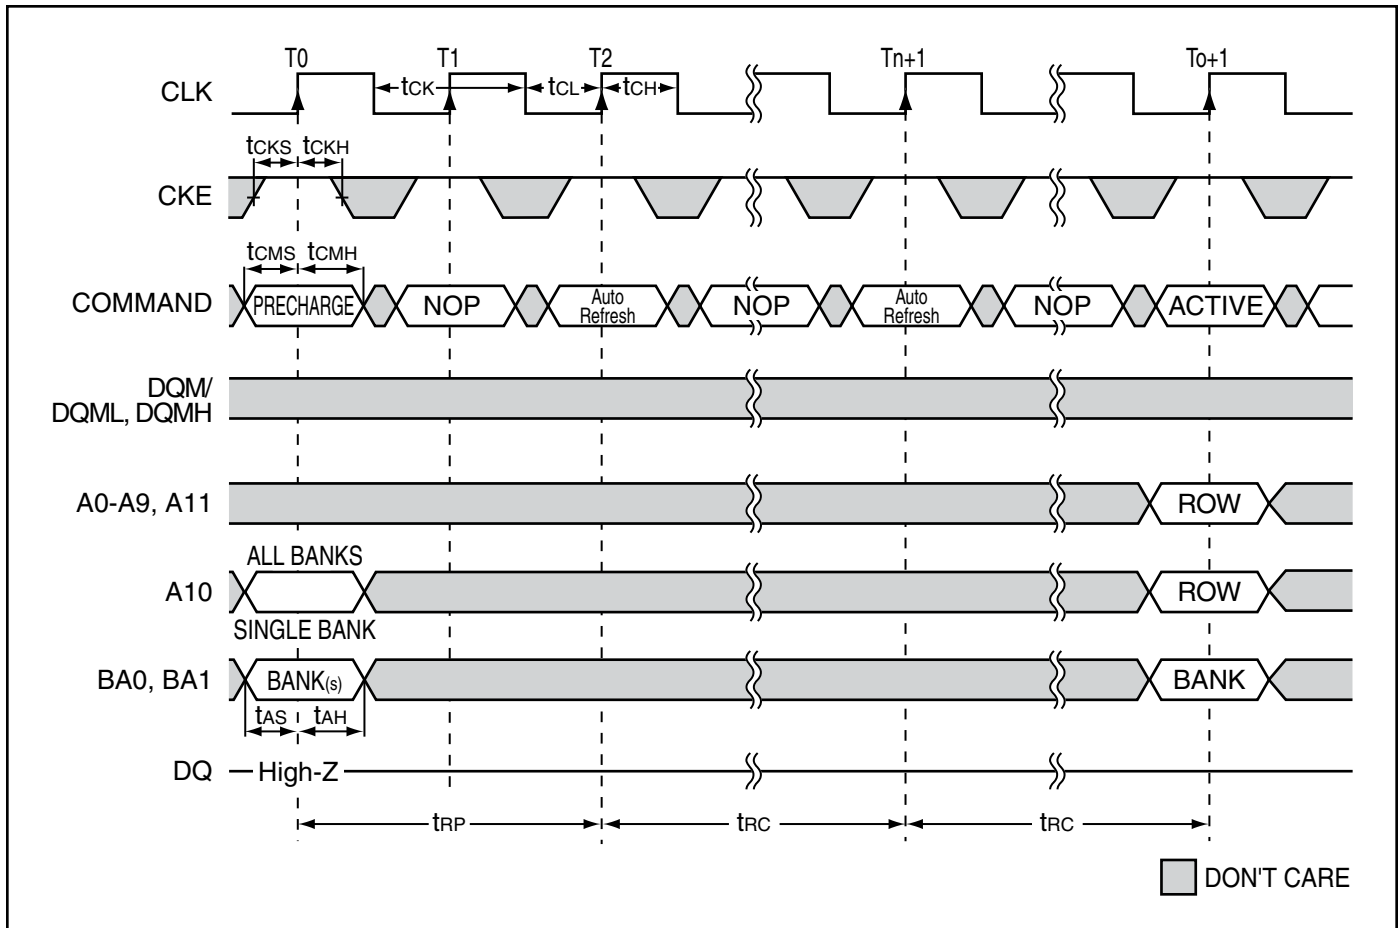 T0 T1 T2 Tn+1 To+1
CLK tCK tCL tCH
tCKS tCKH
CKE
tCMS tCMH
COMMAND PRECHARGE NOP Auto Refresh NOP Auto Refresh NOP ACTIVE
DQM/
DQML, DQMH
A0-A9, A11 ROW
ALL BANKS
A10 ROW
SINGLE BANK
BA0, BA1 BANK(s) BANK
tAS tAH
DQ High-Z
tRP tRC tRC
DON'T CARE